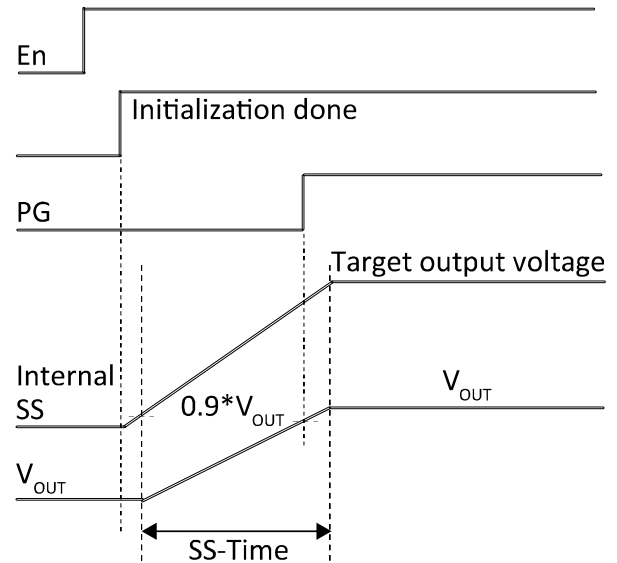 En
Initialization done
PG
Target output voltage
Internal
SS
0.9*VOUT
VOUT
VOUT
SS-Time